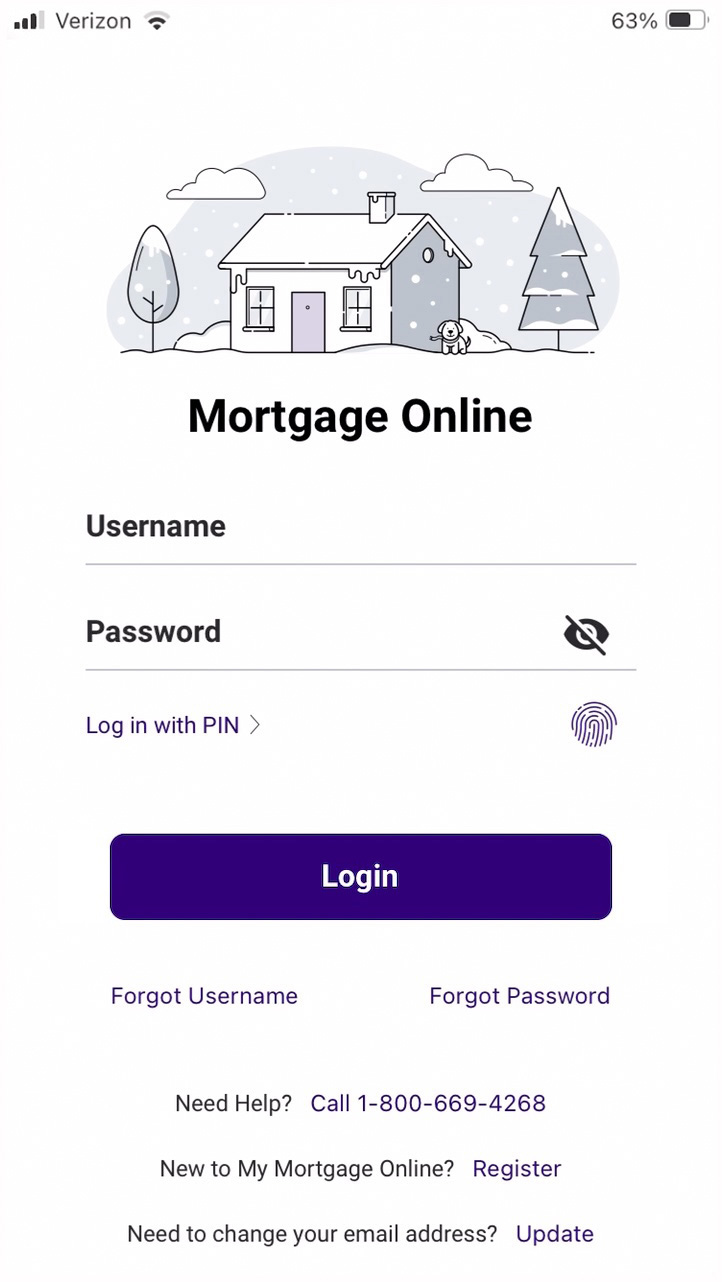 Verizon 63%
Mortgage Online
Username
Password
Log in with PIN
Login
Forgot Username Forgot Password
Need Help? Call 1-800-669-4268
New to My Mortgage Online? Register
Need to change your email address? Update